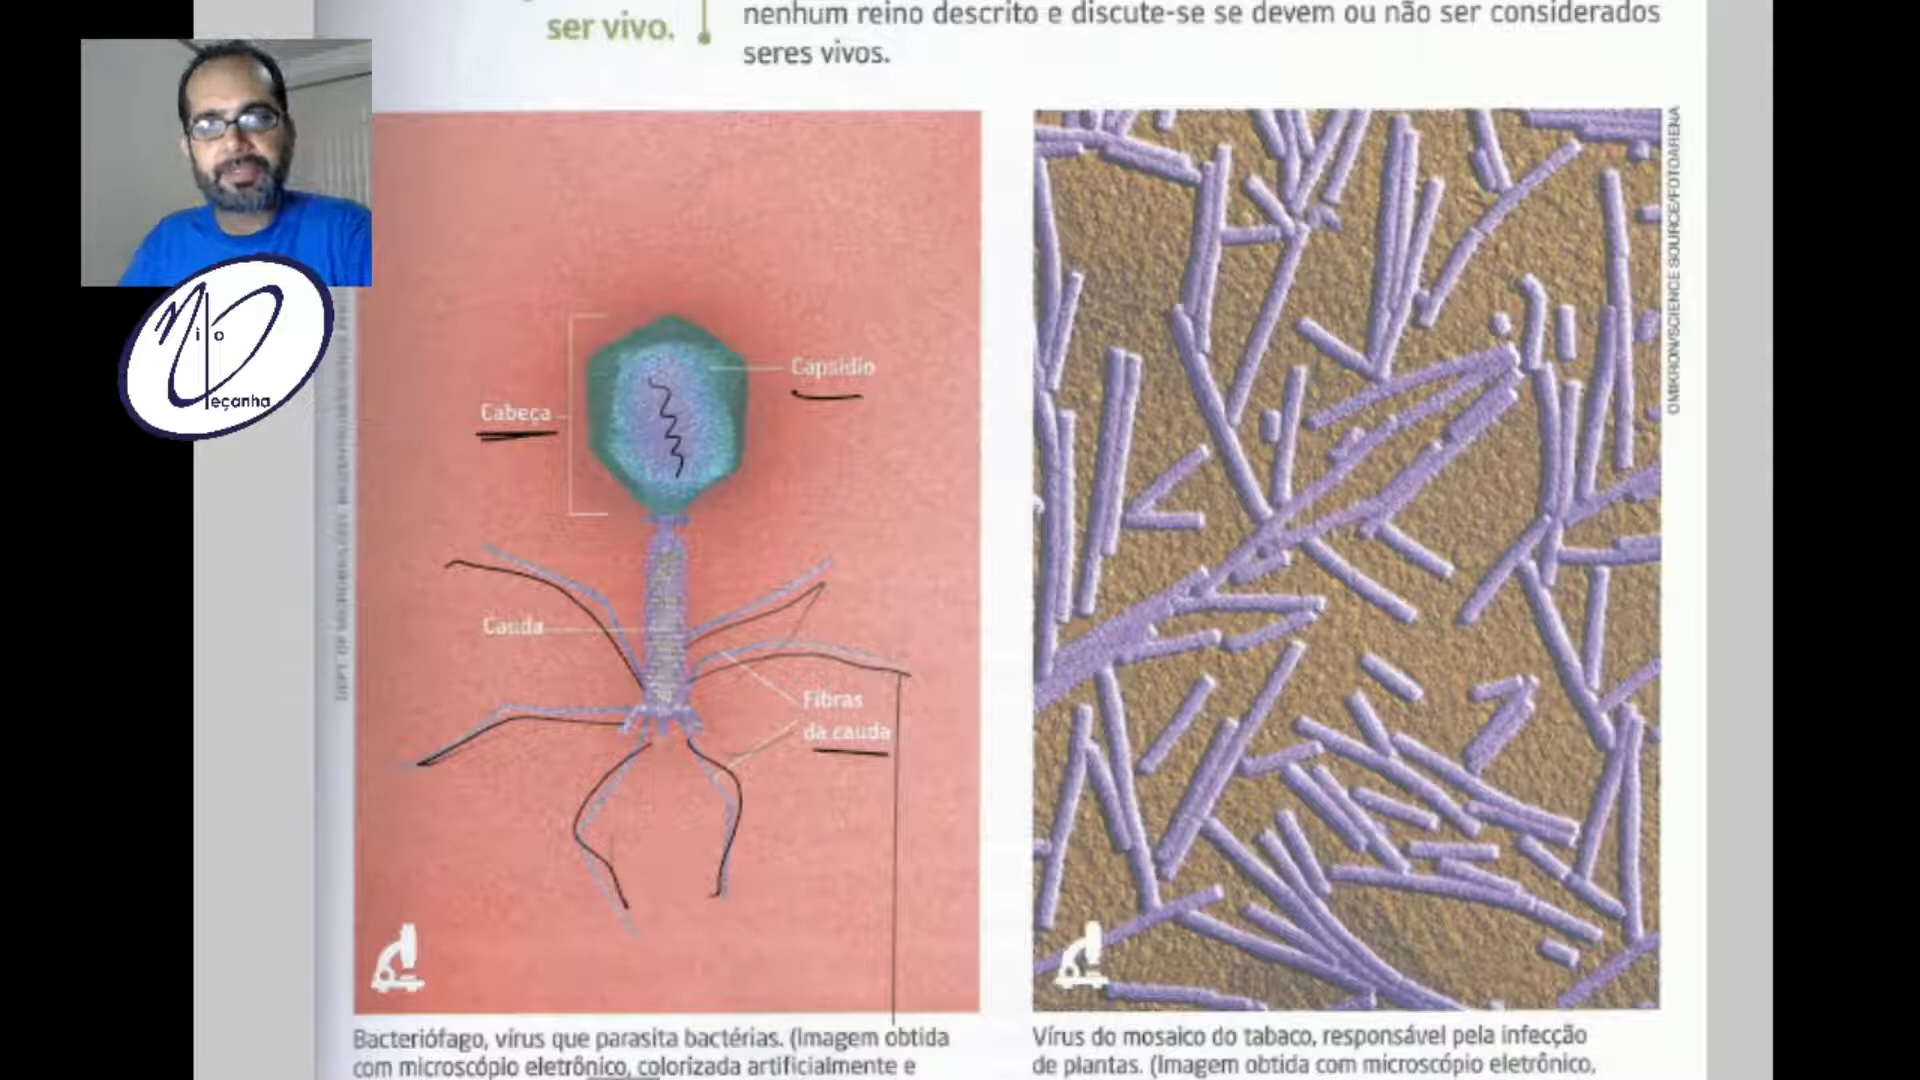 ser vivo.
nenhum reino descrito e discute-se se devem ou não ser considerados
seres vivos.
Nilo
Peçanha
Cabeça
Capsídio
Cauda
Fibras
da cauda
OMIKRON/SCIENCE SOURCE/FOTOARENA
Bacteriófago, vírus que parasita bactérias. (Imagem obtida
com microscópio eletrônico, colorizada artificialmente e
Vírus do mosaico do tabaco, responsável pela infecção
de plantas. (Imagem obtida com microscópio eletrônico,